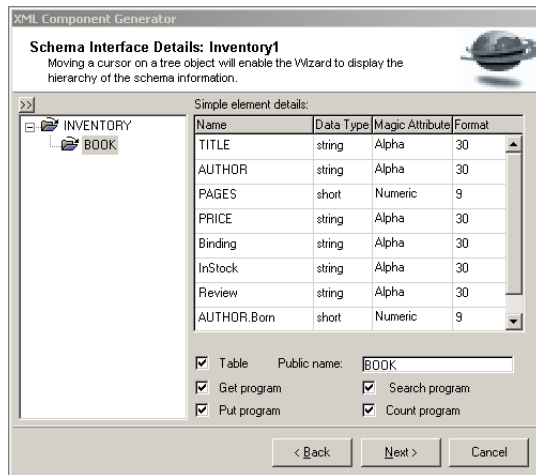 XML Component Generator
Schema Interface Details: Inventory1
Moving a cursor on a tree object will enable the Wizard to display the
hierarchy of the schema information.
>>
INVENTORY
BOOK
Simple element details:
Name Data Type Magic Attribute Format
TITLE string Alpha 30
AUTHOR string Alpha 30
PAGES short Numeric 9
PRICE string Alpha 30
Binding string Alpha 30
InStock string Alpha 30
Review string Alpha 30
AUTHOR.Born short Numeric 9
Table Public name: BOOK
Get program Search program
Put program Count program
< Back Next > Cancel